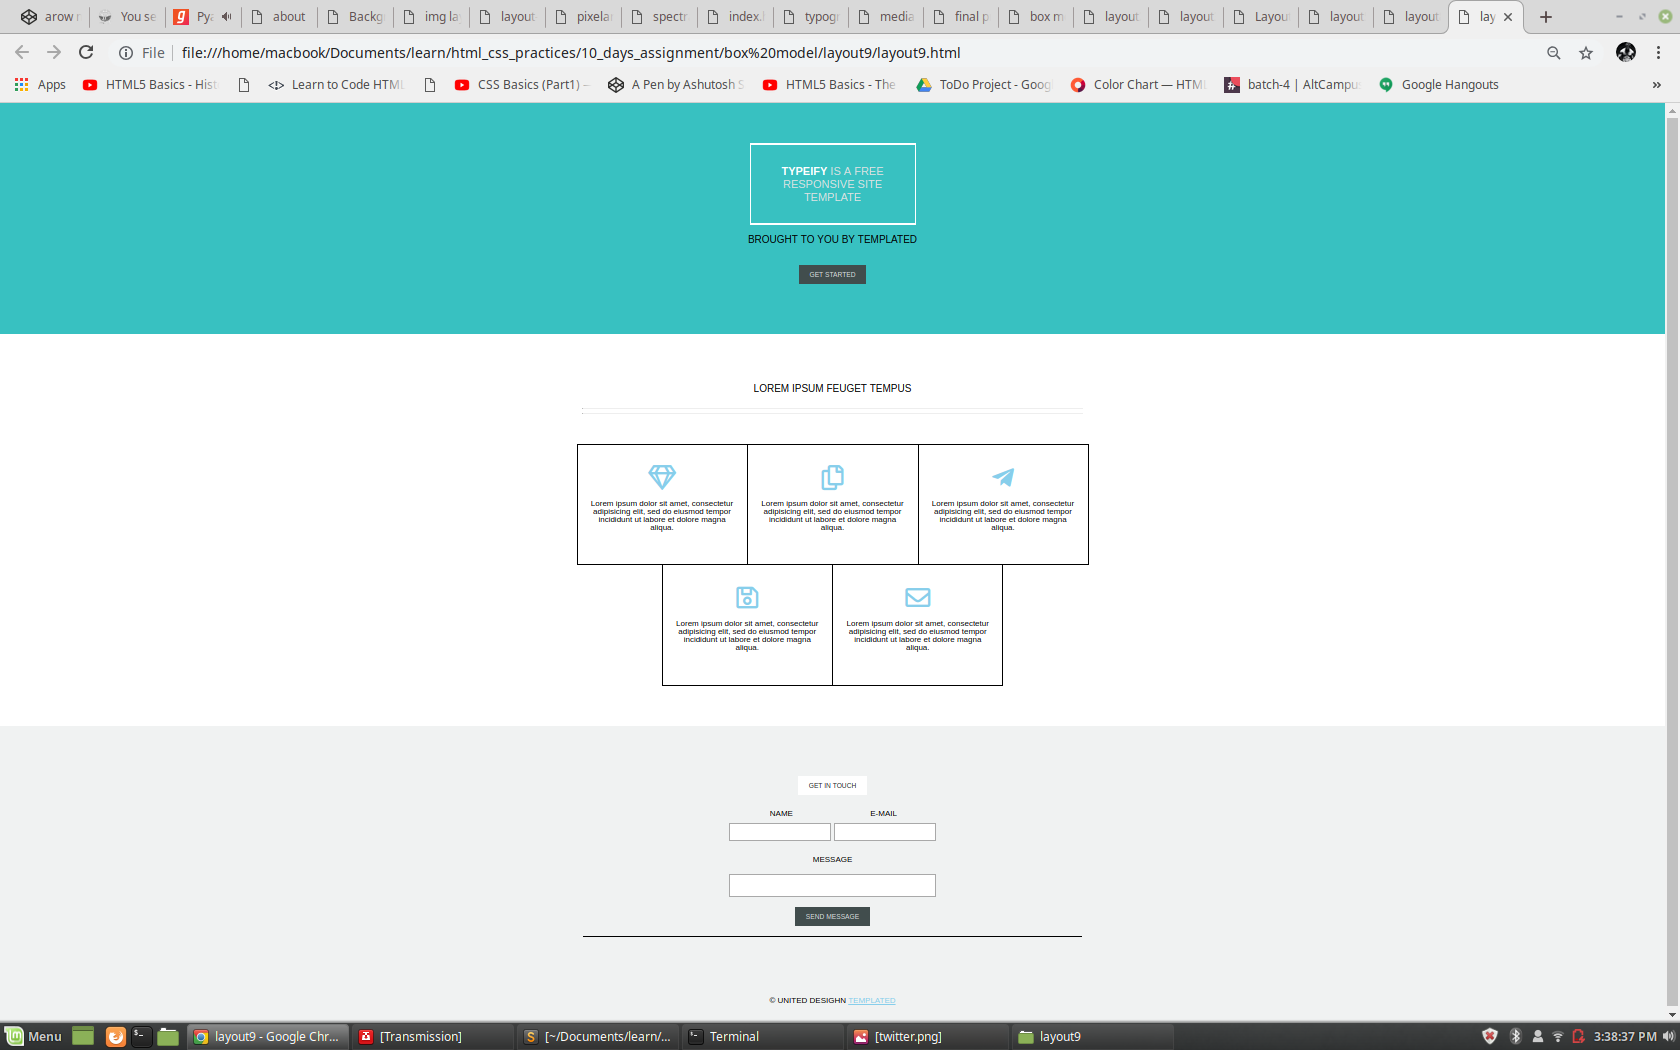 arow r
You se
Pya
about
Backg
img la
layout
pixelar
spectr
index.
typogr
media
final p
box m
layout
layout
Layou
layout
layout
lay
File
file:///home/macbook/Documents/learn/html_css_practices/10_days_assignment/box%20model/layout9/layout9.html
Apps
HTML5 Basics - Hist
Learn to Code HTML
CSS Basics (Part1) –
A Pen by Ashutosh S
HTML5 Basics - The
ToDo Project - Goog
Color Chart — HTML
batch-4 | AltCampus
Google Hangouts
»
TYPEIFY IS A FREE
RESPONSIVE SITE
TEMPLATE
BROUGHT TO YOU BY TEMPLATED
GET STARTED
LOREM IPSUM FEUGET TEMPUS
Lorem ipsum dolor sit amet, consectetur
adipisicing elit, sed do eiusmod tempor
incididunt ut labore et dolore magna
aliqua.
Lorem ipsum dolor sit amet, consectetur
adipisicing elit, sed do eiusmod tempor
incididunt ut labore et dolore magna
aliqua.
Lorem ipsum dolor sit amet, consectetur
adipisicing elit, sed do eiusmod tempor
incididunt ut labore et dolore magna
aliqua.
Lorem ipsum dolor sit amet, consectetur
adipisicing elit, sed do eiusmod tempor
incididunt ut labore et dolore magna
aliqua.
Lorem ipsum dolor sit amet, consectetur
adipisicing elit, sed do eiusmod tempor
incididunt ut labore et dolore magna
aliqua.
GET IN TOUCH
NAME
E-MAIL
MESSAGE
SEND MESSAGE
© UNITED DESIGHN TEMPLATED
Menu
layout9 - Google Chr...
[Transmission]
[~/Documents/learn/...
Terminal
[twitter.png]
layout9
3:38:37 PM